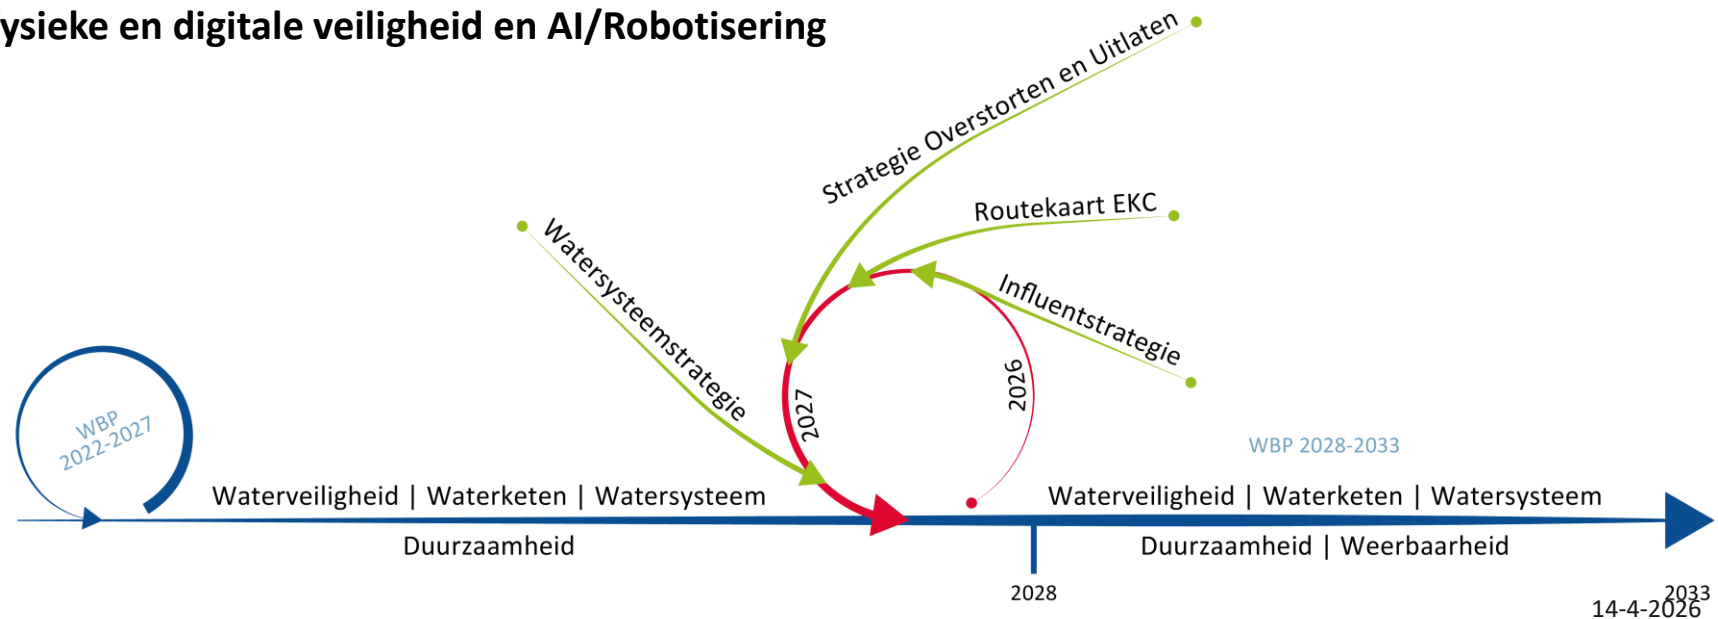 ysieke en digitale veiligheid en AI/Robotisering
Strategie Overstorten en Uitlaten
Routekaart EKC
Watersysteemstrategie
Influentstrategie
2026
2027
WBP
2022-2027
WBP 2028-2033
Waterveiligheid | Waterketen | Watersysteem
Waterveiligheid | Waterketen | Watersysteem
Duurzaamheid
Duurzaamheid | Weerbaarheid
2028
2033
14-4-2026